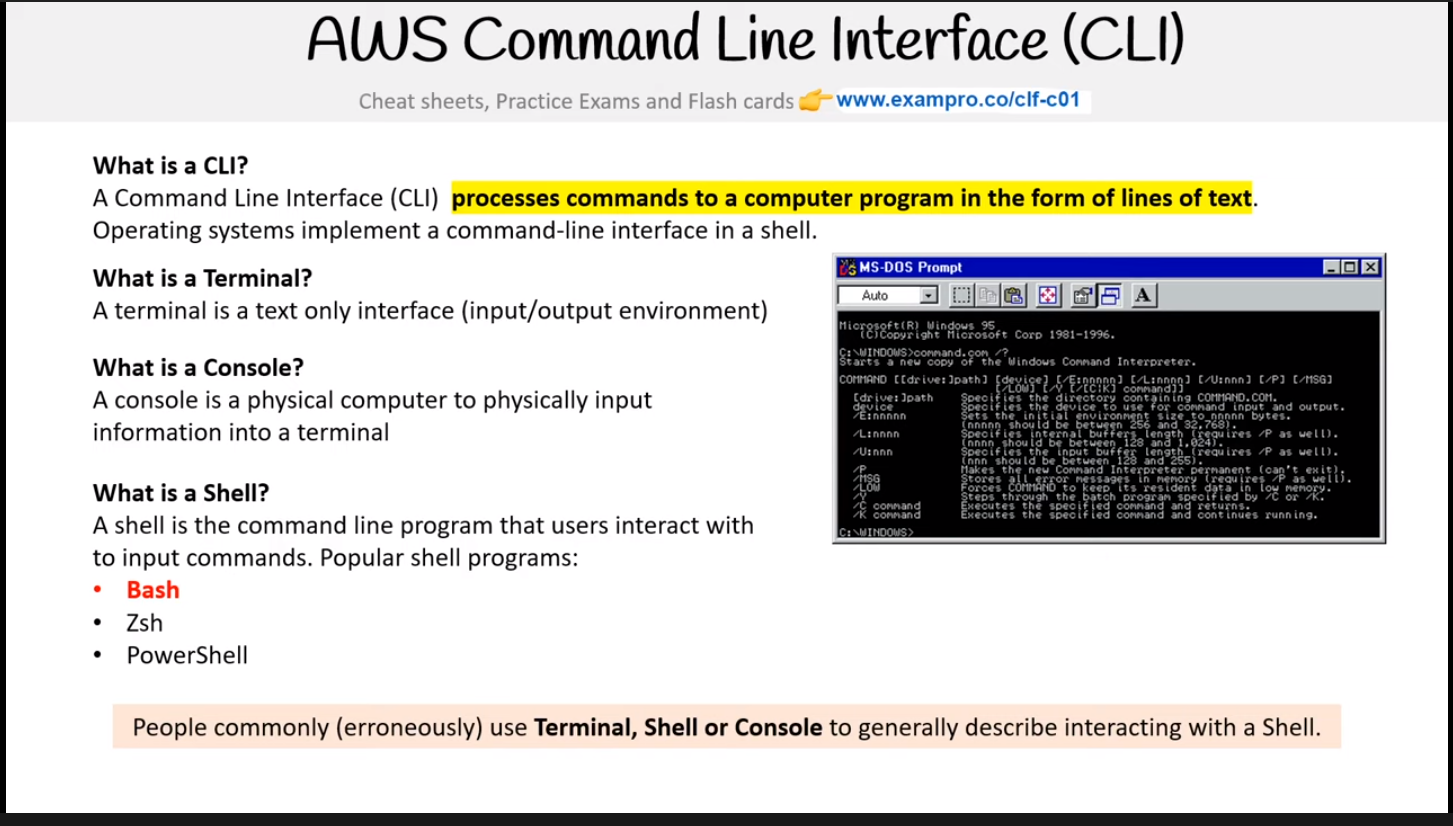 AWS Command Line Interface (CLI)
Cheat sheets, Practice Exams and Flash cards 👉 www.exampro.co/clf-c01
What is a CLI?
A Command Line Interface (CLI) processes commands to a computer program in the form of lines of text.
Operating systems implement a command-line interface in a shell.
What is a Terminal?
A terminal is a text only interface (input/output environment)
What is a Console?
A console is a physical computer to physically input
information into a terminal
What is a Shell?
A shell is the command line program that users interact with
to input commands. Popular shell programs:
• Bash
• Zsh
• PowerShell
MS-DOS Prompt
Auto
A
Microsoft(R) Windows 95
(C)Copyright Microsoft Corp 1981-1996.
C:\WINDOWS>command.com /?
Starts a new copy of the Windows Command Interpreter.
COMMAND [[drive:]path] [device] [/E:nnnnn] [/L:nnnn] [/U:nnn] [/P] [/MSG]
[/LOW] [/Y [/[C¦K] command]]
[drive:]path Specifies the directory containing COMMAND.COM.
device Specifies the device to use for command input and output.
/E:nnnnn Sets the initial environment size to nnnnn bytes.
(nnnnn should be between 256 and 32,768).
/L:nnnn Specifies internal buffers length (requires /P as well).
(nnnn should be between 128 and 1,024).
/U:nnn Specifies the input buffer length (requires /P as well).
(nnn should be between 128 and 255).
/P Makes the new Command Interpreter permanent (can't exit).
/MSG Stores all error messages in memory (requires /P as well).
/LOW Forces COMMAND to keep its resident data in low memory.
/Y Steps through the batch program specified by /C or /K.
/C command Executes the specified command and returns.
/K command Executes the specified command and continues running.
C:\WINDOWS>
People commonly (erroneously) use Terminal, Shell or Console to generally describe interacting with a Shell.